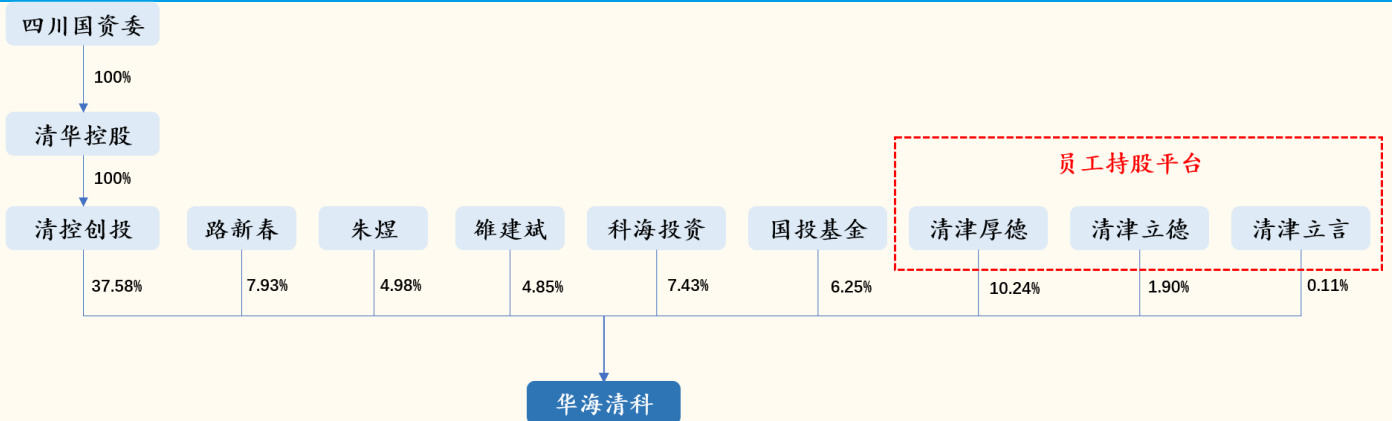 四川国资委
100%
清华控股
100%
员工持股平台
清控创投
路新春
朱煜
雒建斌
科海投资
国投基金
清津厚德
清津立德
清津立言
37.58%
7.93%
4.98%
4.85%
7.43%
6.25%
10.24%
1.90%
0.11%
华海清科